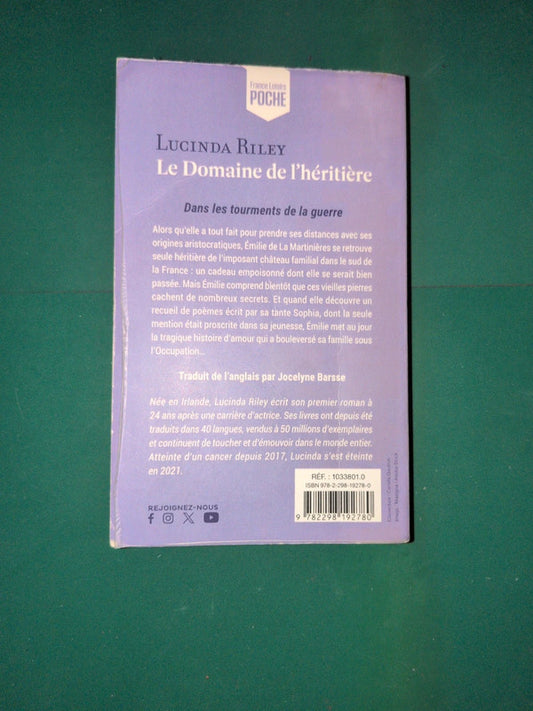 France Loisirs
POCHE
LUCINDA RILEY
Le Domaine de l'héritière
Dans les tourments de la guerre
Alors qu'elle a tout fait pour prendre ses distances avec ses
origines aristocratiques, Émilie de La Martinières se retrouve
seule héritière de l'imposant château familial dans le sud de
la France : un cadeau empoisonné dont elle se serait bien
passée. Mais Émilie comprend bientôt que ces vieilles pierres
cachent de nombreux secrets. Et quand elle découvre un
recueil de poèmes écrit par sa tante Sophia, dont la seule
mention était proscrite dans sa jeunesse, Émilie met au jour
la tragique histoire d'amour qui a bouleversé sa famille sous
l'Occupation...
Traduit de l'anglais par Jocelyne Barsse
Née en Irlande, Lucinda Riley écrit son premier roman à
24 ans après une carrière d'actrice. Ses livres ont depuis été
traduits dans 40 langues, vendus à 50 millions d'exemplaires
et continuent de toucher et d'émouvoir dans le monde entier.
Atteinte d'un cancer depuis 2017, Lucinda s'est éteinte
en 2021.
REJOIGNEZ-NOUS
RÉF. : 1033801.0
ISBN 978-2-298-19278-0
9 782298 192780